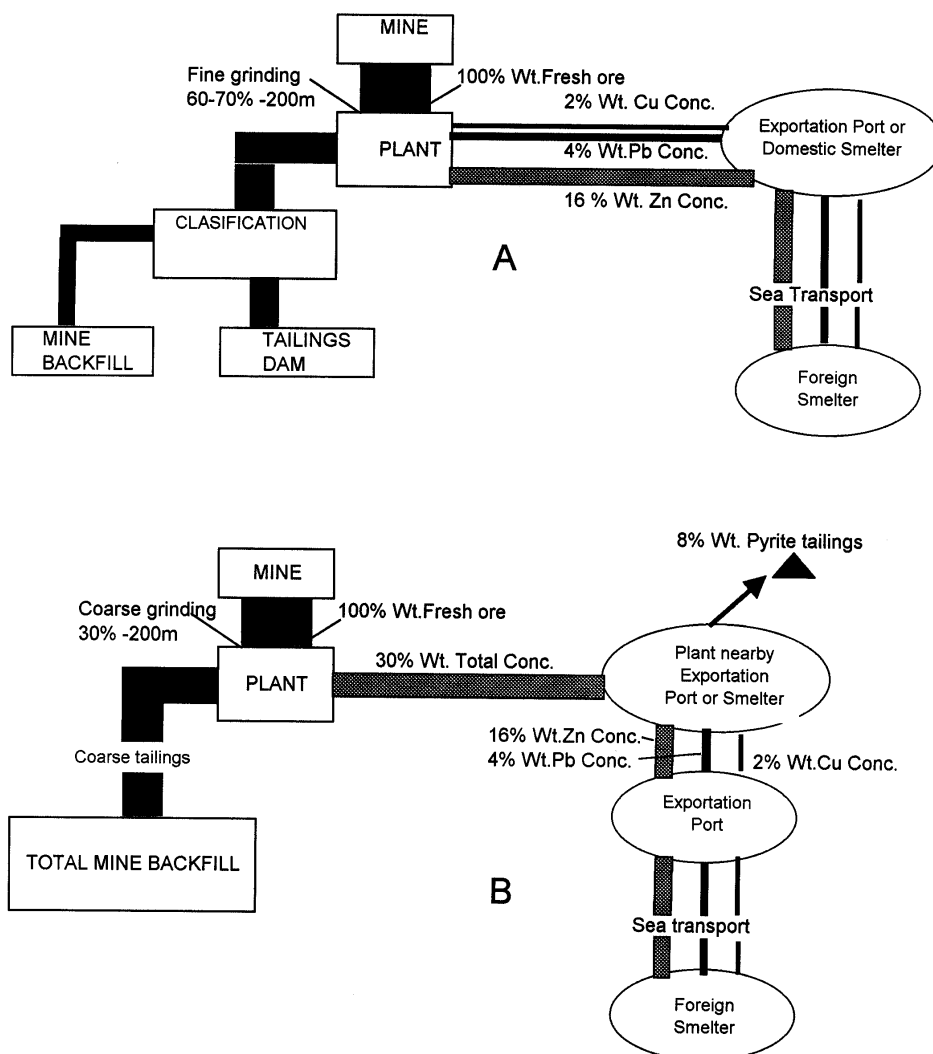 MINE
Fine grinding
60-70% -200m
100% Wt.Fresh ore
2% Wt. Cu Conc.
PLANT
4% Wt.Pb Conc.
Exportation Port or
Domestic Smelter
16 % Wt. Zn Conc.
CLASIFICATION
A
Sea Transport
MINE
BACKFILL
TAILINGS
DAM
Foreign
Smelter
8% Wt. Pyrite tailings
MINE
Coarse grinding
30% -200m
100% Wt.Fresh ore
PLANT
30% Wt. Total Conc.
Plant nearby
Exportation
Port or Smelter
Coarse tailings
16% Wt.Zn Conc.
4% Wt.Pb Conc.
2% Wt.Cu Conc.
Exportation
Port
TOTAL MINE BACKFILL
B
Sea transport
Foreign
Smelter